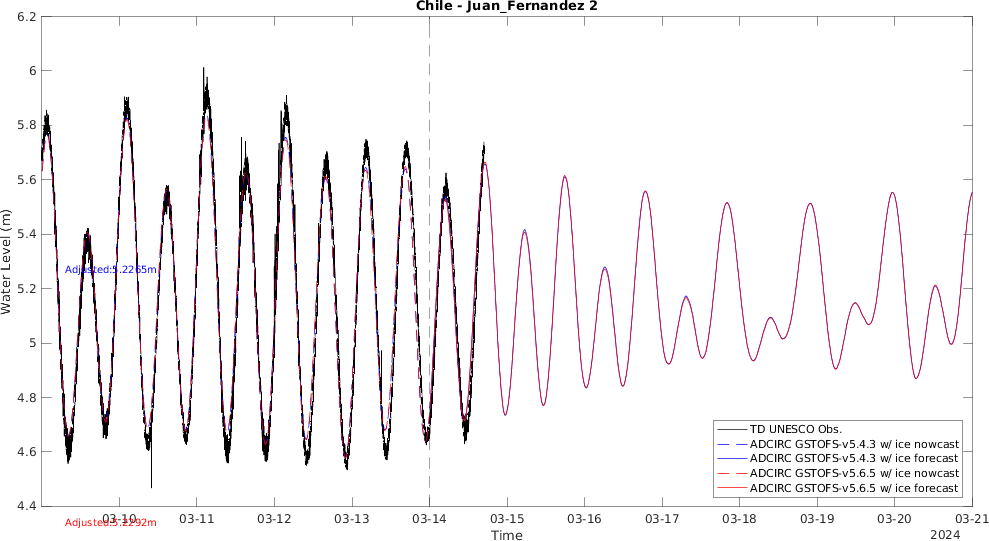 Chile - Juan_Fernandez 2
6.2
6
5.8
5.6
5.4
5.2
5
4.8
4.6
4.4
Water Level (m)
Adjusted:5.2265m
Adjusted:5.2292m
TD UNESCO Obs.
ADCIRC GSTOFS-v5.4.3 w/ ice nowcast
ADCIRC GSTOFS-v5.4.3 w/ ice forecast
ADCIRC GSTOFS-v5.6.5 w/ ice nowcast
ADCIRC GSTOFS-v5.6.5 w/ ice forecast
03-10 03-11 03-12 03-13 03-14 03-15 03-16 03-17 03-18 03-19 03-20 03-21
Time
2024